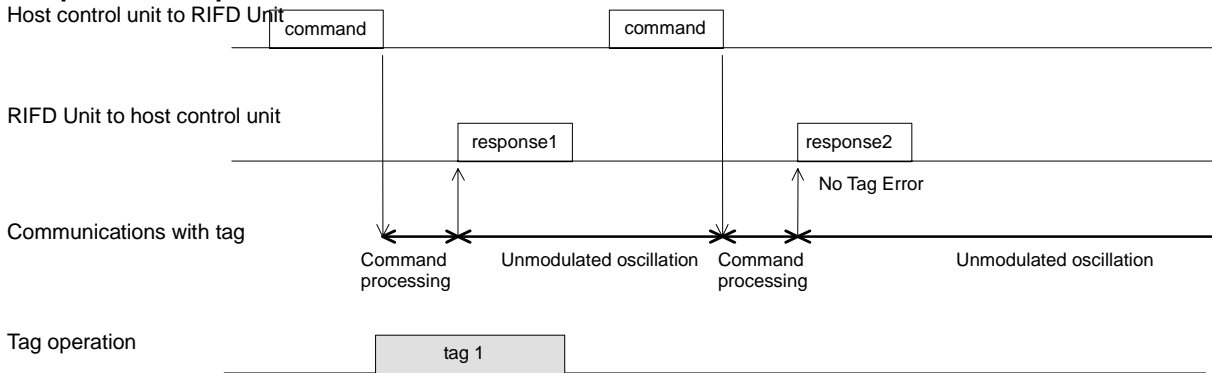 Host control unit to RIFD Unit
command
command
RIFD Unit to host control unit
response1
response2
No Tag Error
Communications with tag
Command
processing
Unmodulated oscillation
Command
processing
Unmodulated oscillation
Tag operation
tag 1